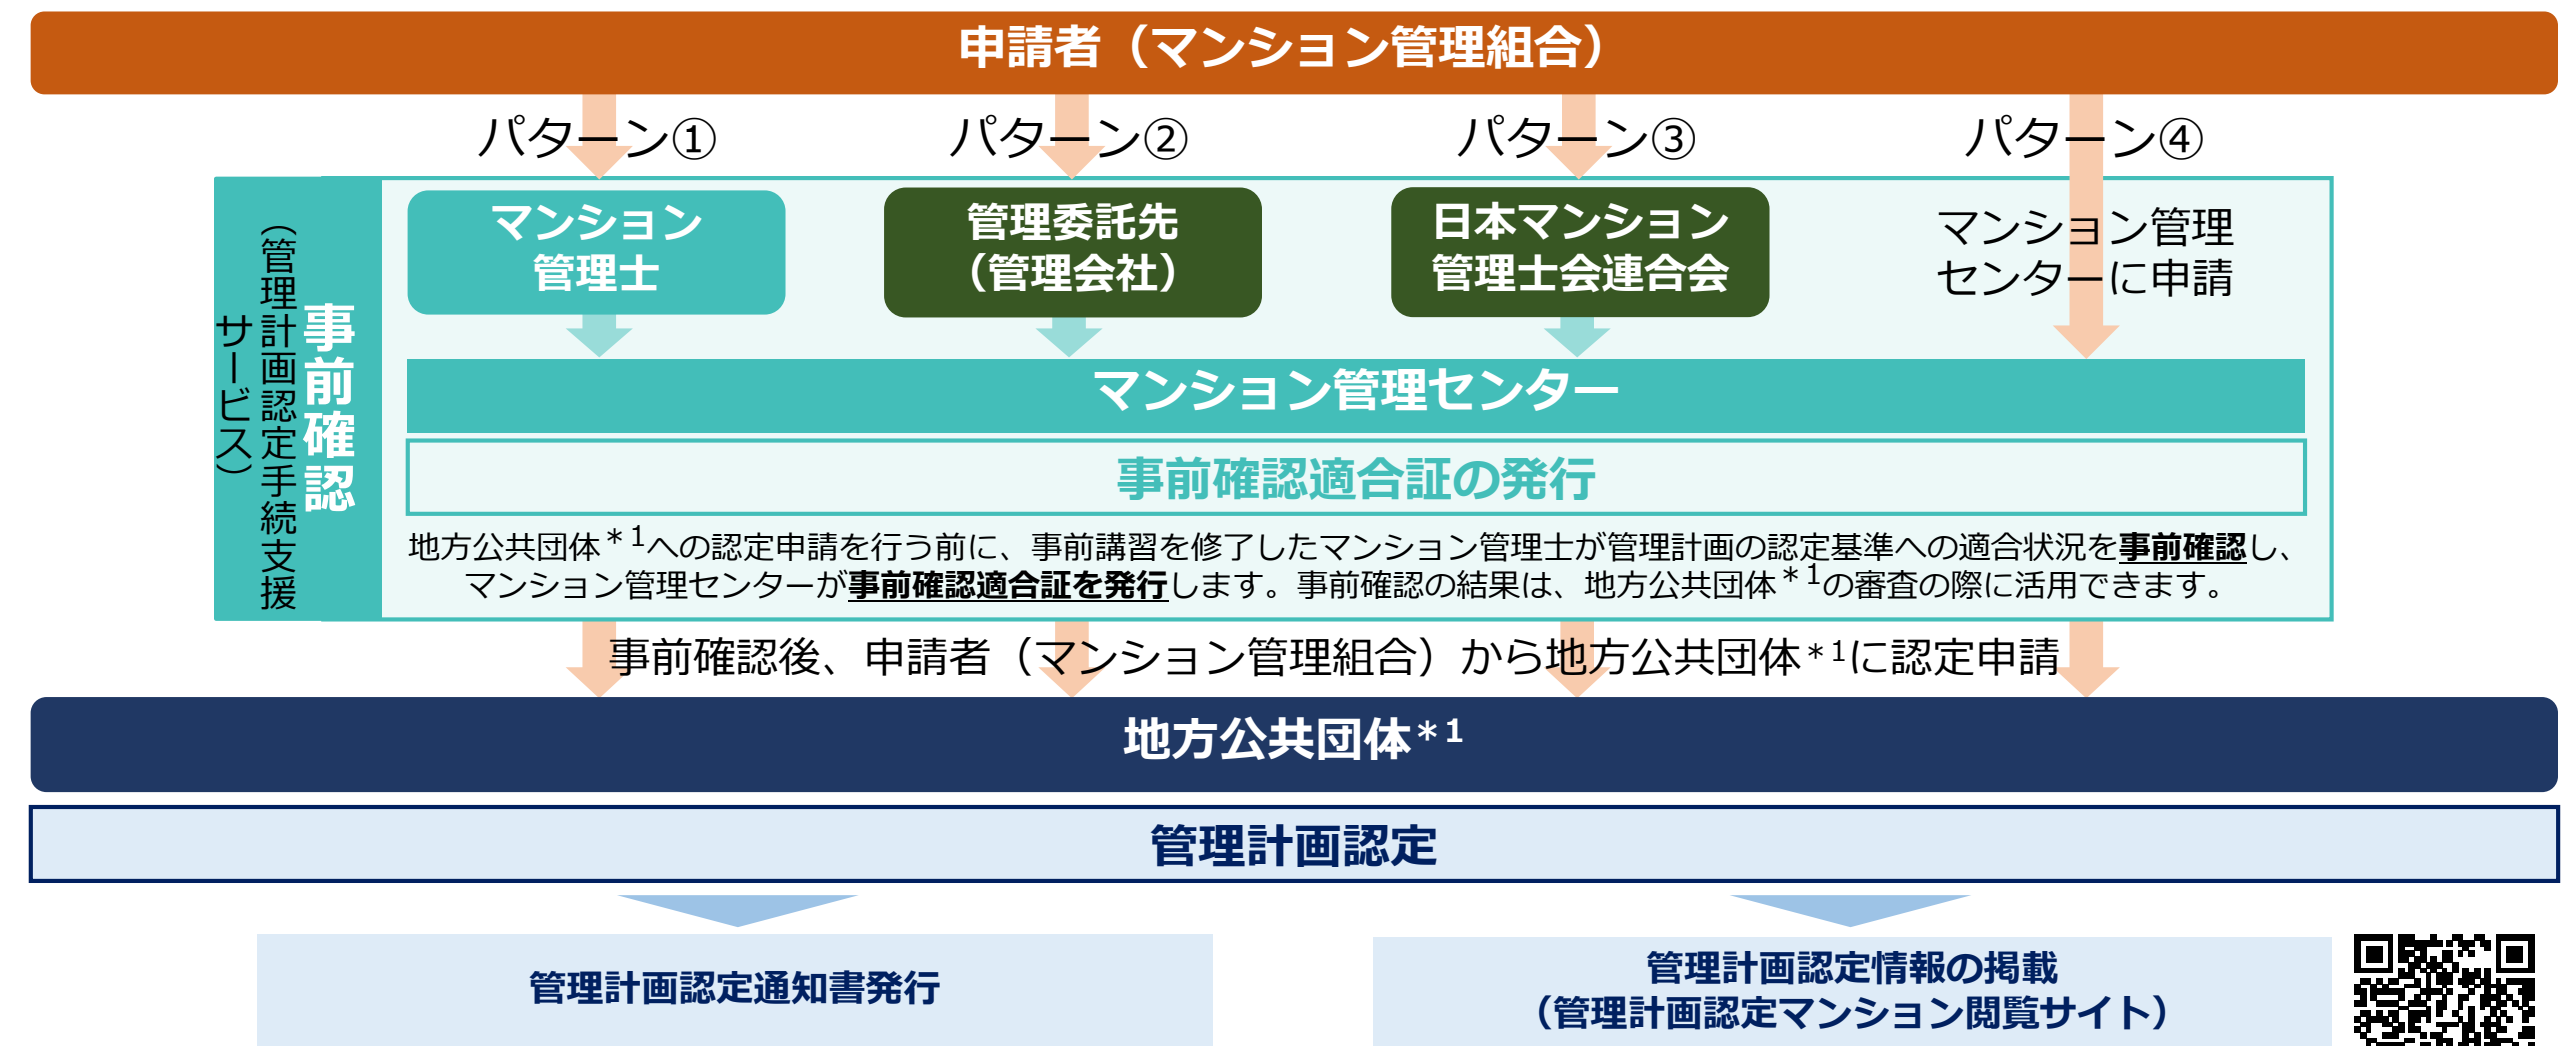 申請者（マンション管理組合）
パターン①
パターン②
パターン③
パターン④
事前確認
（管理計画認定手続支援
サービス）
マンション
管理士
管理委託先
（管理会社）
日本マンション
管理士会連合会
マンション管理
センターに申請
マンション管理センター
事前確認適合証の発行
地方公共団体＊1への認定申請を行う前に、事前講習を修了したマンション管理士が管理計画の認定基準への適合状況を事前確認し、
マンション管理センターが事前確認適合証を発行します。事前確認の結果は、地方公共団体＊1の審査の際に活用できます。
事前確認後、申請者（マンション管理組合）から地方公共団体＊1に認定申請
地方公共団体＊1
管理計画認定
管理計画認定通知書発行
管理計画認定情報の掲載
（管理計画認定マンション閲覧サイト）